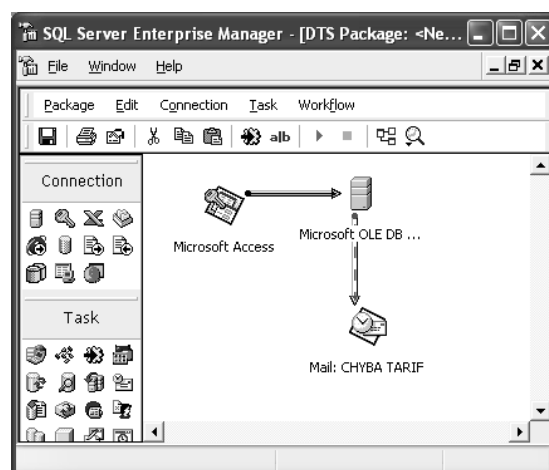 SQL Server Enterprise Manager - [DTS Package: <Ne...
File Window Help
Package Edit Connection Task Workflow
a|b
Connection
Microsoft Access
Microsoft OLE DB ...
Task
Mail: CHYBA TARIF